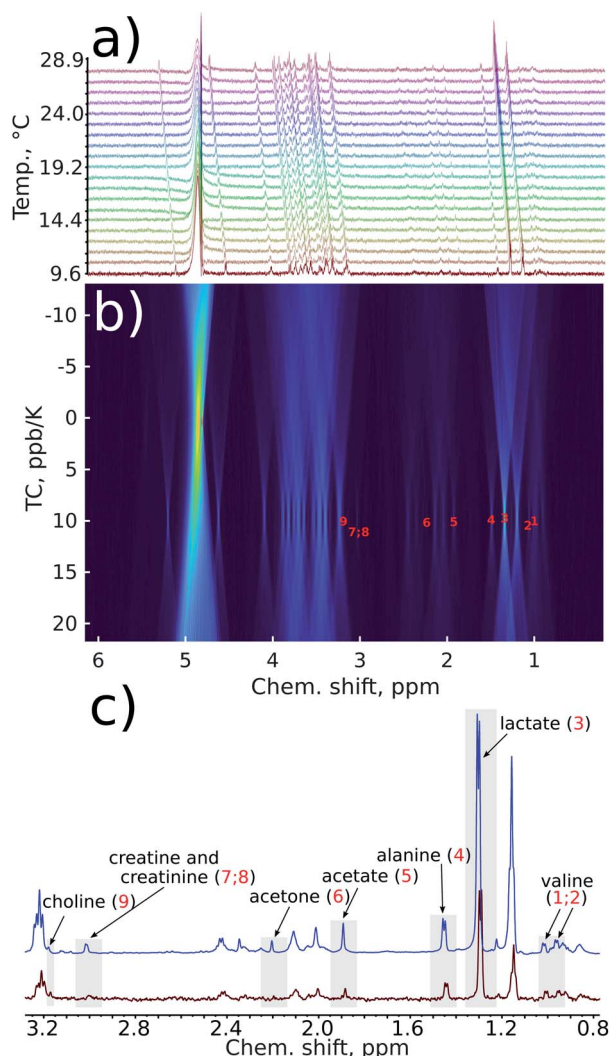 a)
28.9
24.0
19.2
14.4
9.6
Temp., °C
b)
-10
-5
0
5
10
15
20
TC, ppb/K
9
7;8
6
5
4
3
2
1
6
5
4
3
2
1
Chem. shift, ppm
c)
lactate (3)
creatine and
creatinine (7;8)
choline (9)
acetone (6)
acetate (5)
alanine (4)
valine
(1;2)
3.2
2.8
2.4
2.0
1.6
1.2
0.8
Chem. shift, ppm